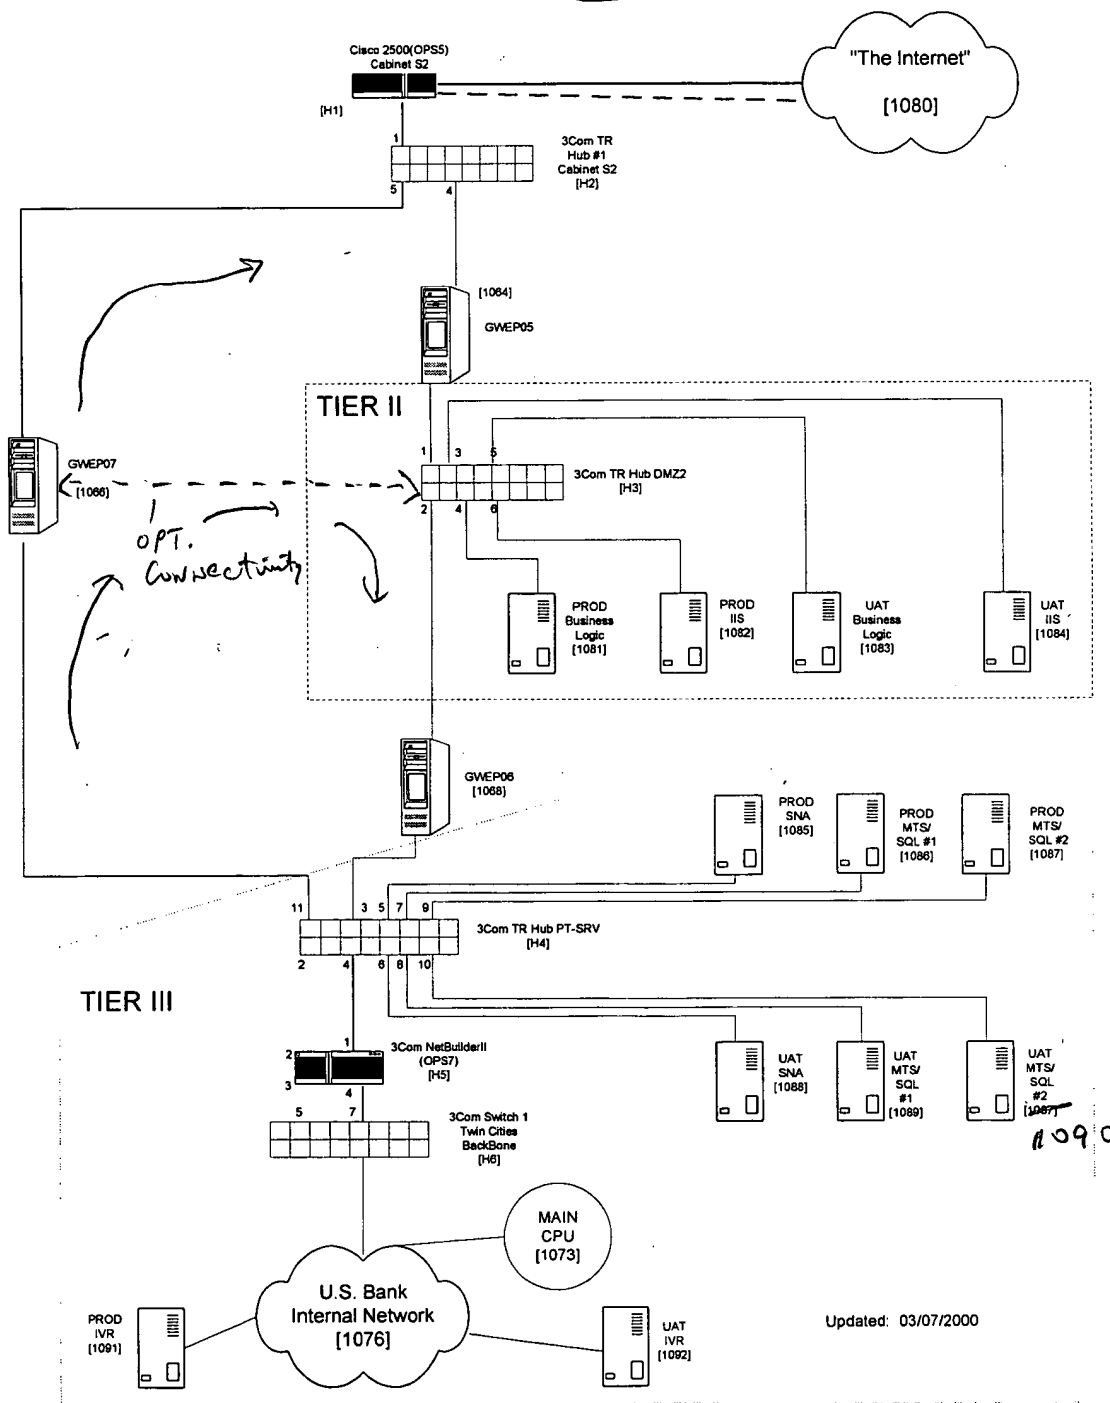 Cisco 2500(OPS5)
Cabinet S2
[H1]
"The Internet"
[1080]
1
5
4
3Com TR
Hub #1
Cabinet S2
[H2]
[1064]
GWEP05
TIER II
GWEP07
[1066]
OPT.
Connectivity
1
3
5
2
4
6
3Com TR Hub DMZ2
[H3]
PROD
Business
Logic
[1081]
PROD
IIS
[1082]
UAT
Business
Logic
[1083]
UAT
IIS
[1084]
GWEP06
[1068]
PROD
SNA
[1085]
PROD
MTS/
SQL #1
[1086]
PROD
MTS/
SQL #2
[1087]
11
3
5
7
9
2
4
6
8
10
3Com TR Hub PT-SRV
[H4]
TIER III
1
2
3
4
3Com NetBuilderII
(OPS7)
[H5]
5
7
3Com Switch 1
Twin Cities
BackBone
[H6]
UAT
SNA
[1088]
UAT
MTS/
SQL
#1
[1089]
UAT
MTS/
SQL
#2
[1087]
1090
MAIN
CPU
[1073]
U.S. Bank
Internal Network
[1076]
PROD
IVR
[1091]
UAT
IVR
[1092]
Updated: 03/07/2000